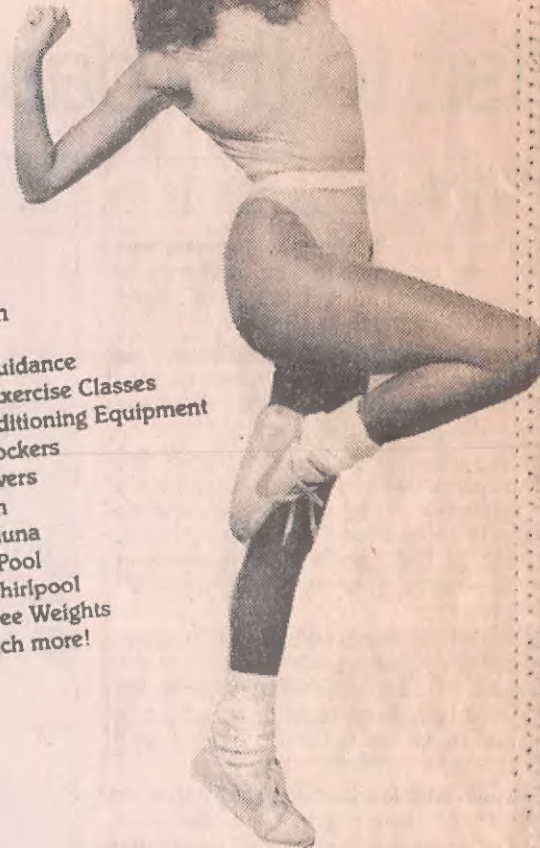 n
uidance
xercise Classes
ditioning Equipment
ockers
vers
n
una
Pool
hirlpool
ee Weights
ch more!